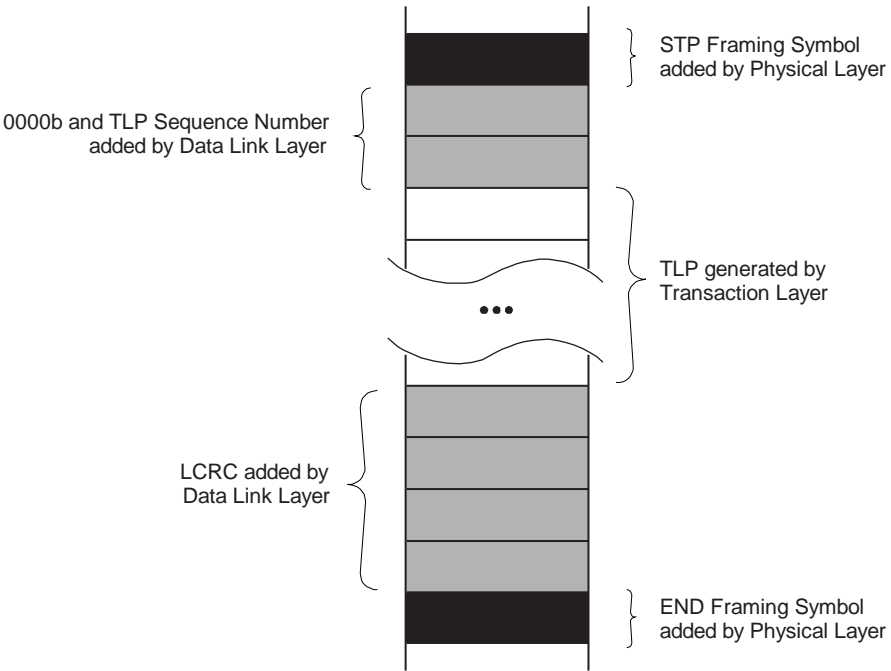 STP Framing Symbol
added by Physical Layer
0000b and TLP Sequence Number
added by Data Link Layer
TLP generated by
Transaction Layer
LCRC added by
Data Link Layer
END Framing Symbol
added by Physical Layer